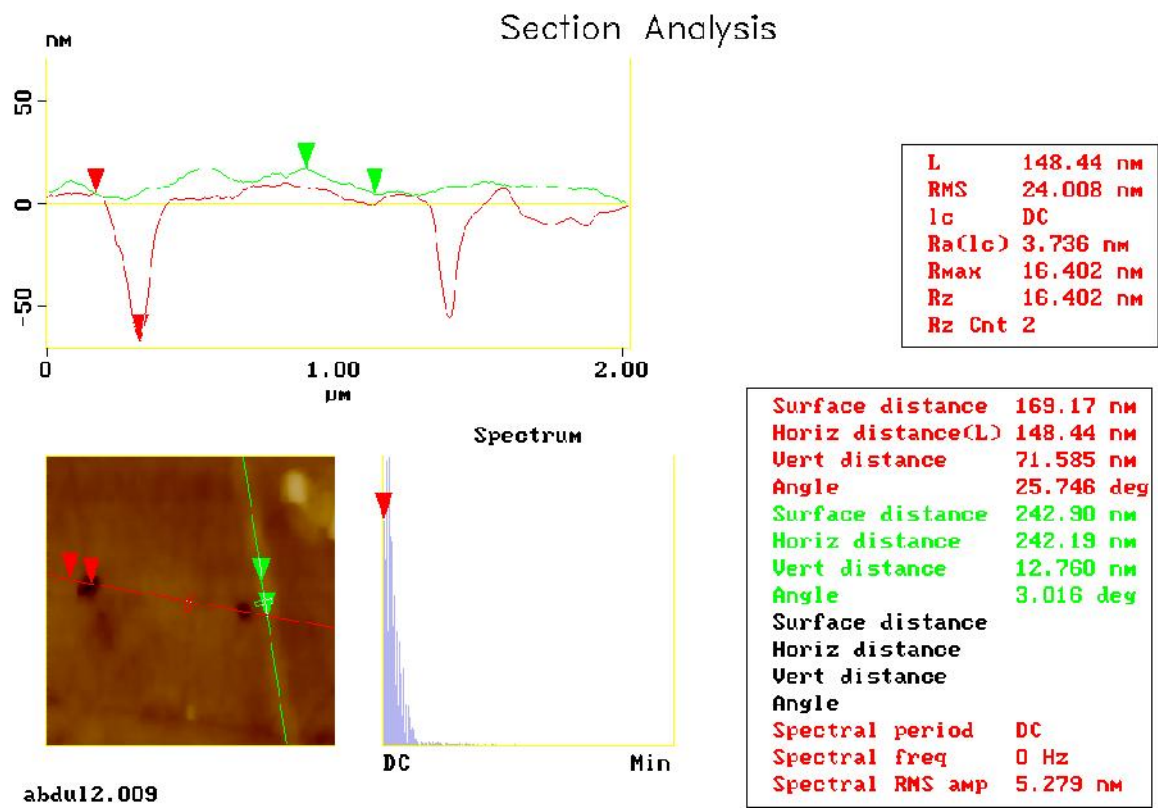 Section Analysis
nm
50
0
-50
0 1.00 2.00
µm
L 148.44 nm
RMS 24.008 nm
lc DC
Ra(lc) 3.736 nm
Rmax 16.402 nm
Rz 16.402 nm
Rz Cnt 2
Surface distance 169.17 nm
Horiz distance(L) 148.44 nm
Vert distance 71.585 nm
Angle 25.746 deg
Surface distance 242.90 nm
Horiz distance 242.19 nm
Vert distance 12.760 nm
Angle 3.016 deg
Surface distance
Horiz distance
Vert distance
Angle
Spectral period DC
Spectral freq 0 Hz
Spectral RMS amp 5.279 nm
Spectrum
DC Min
abdul2.009